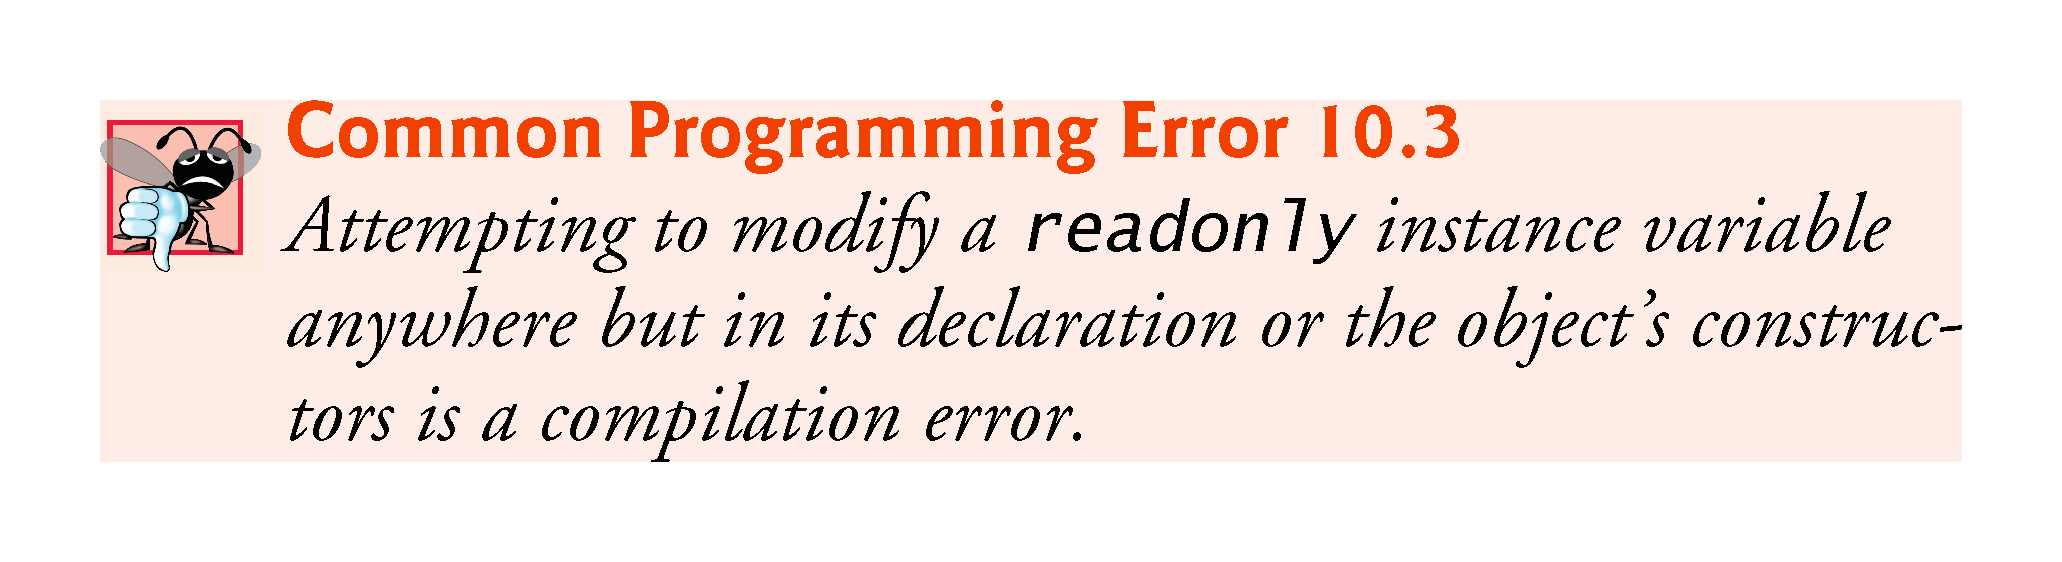 Common Programming Error 10.3
Attempting to modify a readonly instance variable
anywhere but in its declaration or the object’s construc-
tors is a compilation error.